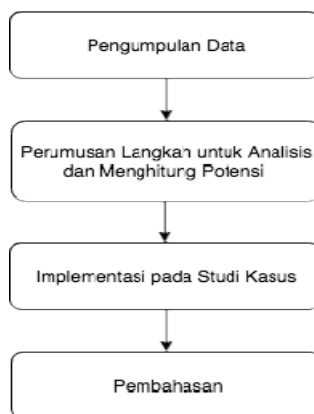 Pengumpulan Data
Perumusan Langkah untuk Analisis
dan Menghitung Potensi
Implementasi pada Studi Kasus
Pembahasan